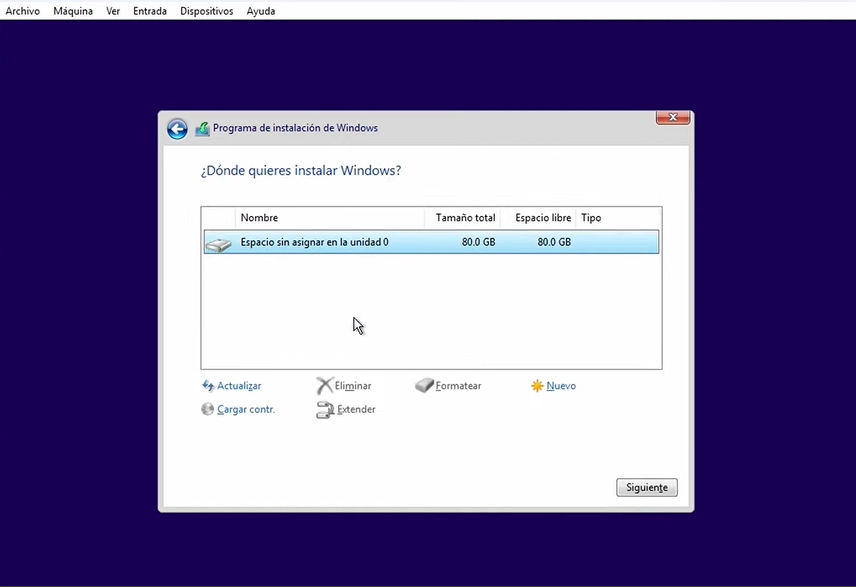 Archivo Máquina Ver Entrada Dispositivos Ayuda
Programa de instalación de Windows
¿Dónde quieres instalar Windows?
Nombre Tamaño total Espacio libre Tipo
Espacio sin asignar en la unidad 0 80.0 GB 80.0 GB
Actualizar Eliminar Formatear Nuevo
Cargar contr. Extender
Siguiente